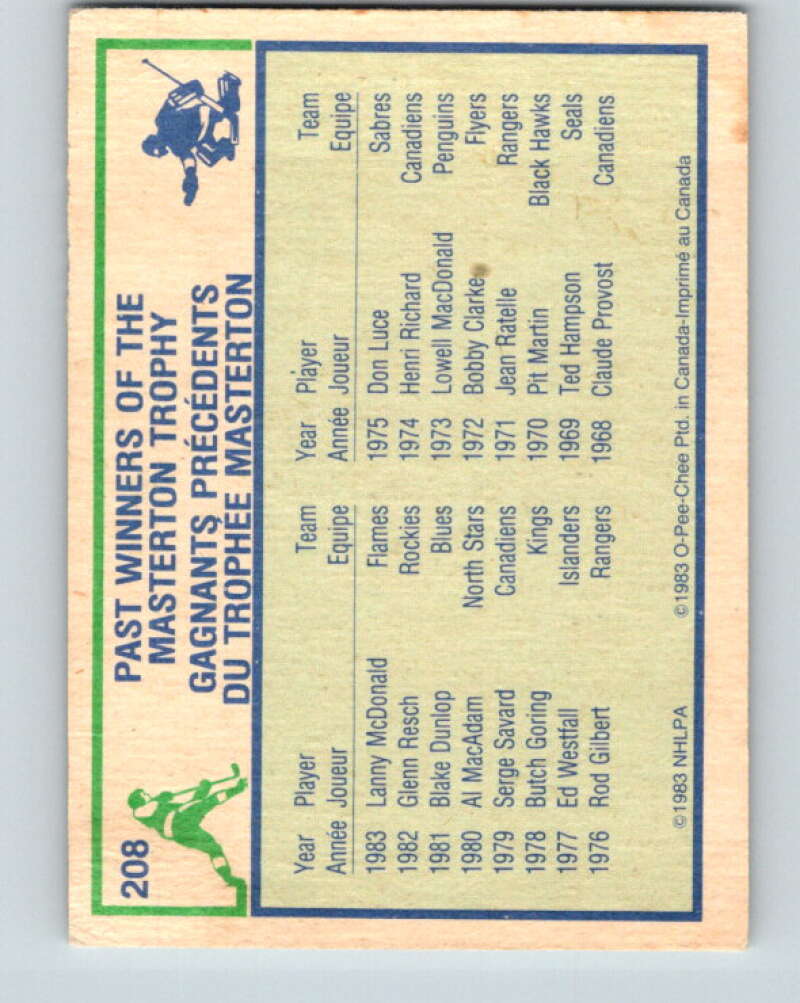 208
PAST WINNERS OF THE
MASTERTON TROPHY
GAGNANTS PRÉCÉDENTS
DU TROPHÉE MASTERTON
Year Player Team
Année Joueur Equipe
1983 Lanny McDonald Flames
1982 Glenn Resch Rockies
1981 Blake Dunlop Blues
1980 Al MacAdam North Stars
1979 Serge Savard Canadiens
1978 Butch Goring Kings
1977 Ed Westfall Islanders
1976 Rod Gilbert Rangers
Year Player Team
Année Joueur Equipe
1975 Don Luce Sabres
1974 Henri Richard Canadiens
1973 Lowell MacDonald Penguins
1972 Bobby Clarke Flyers
1971 Jean Ratelle Rangers
1970 Pit Martin Black Hawks
1969 Ted Hampson Seals
1968 Claude Provost Canadiens
©1983 NHLPA ©1983 O-Pee-Chee Ptd. in Canada-Imprimé au Canada